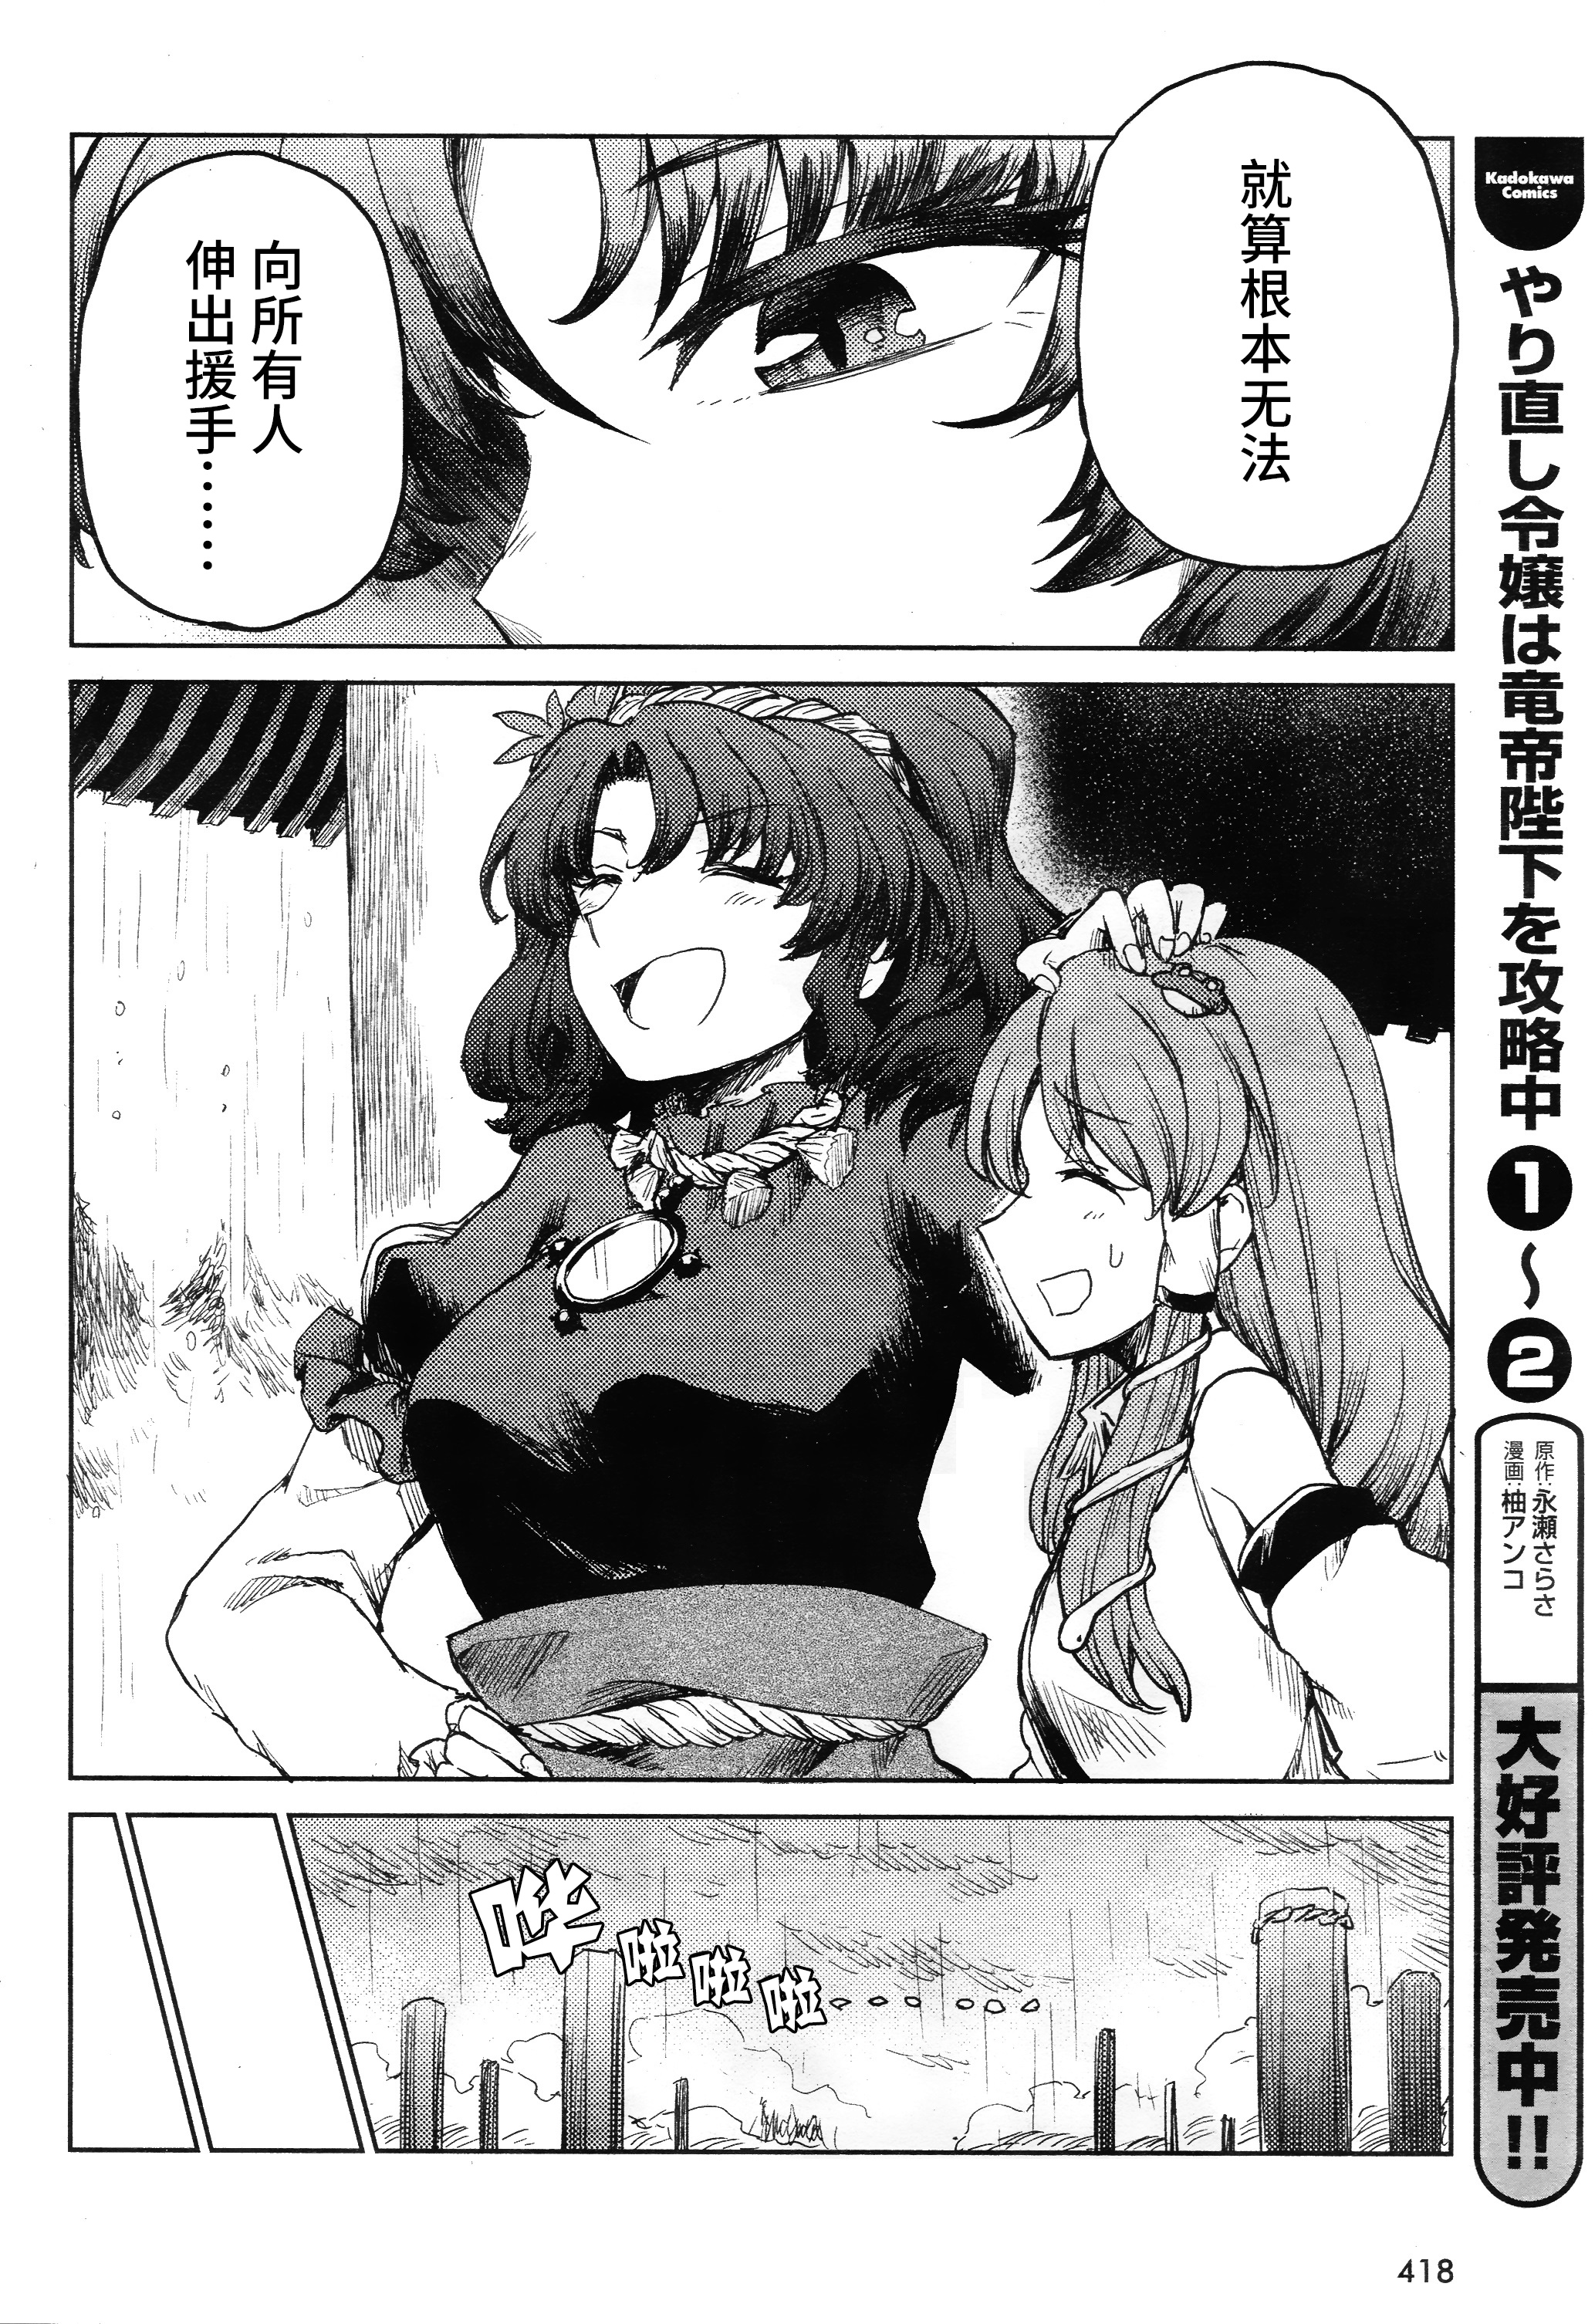 就算根本无法
向所有人
伸出援手……
哗
啦
啦
啦
Kadokawa
Comics
やり直し令嬢は竜帝陛下を攻略中 1～2
原作:永瀬さらさ
漫画:柚アンコ
大好評発売中!!
418